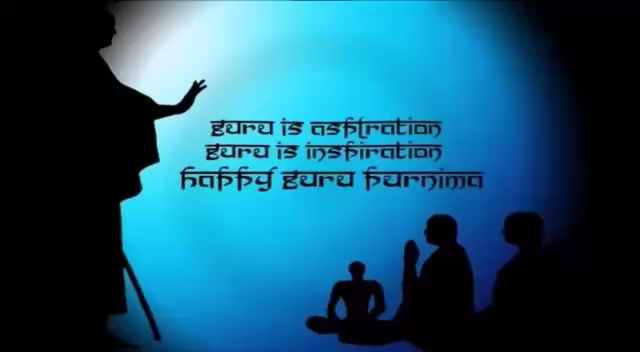 guru is aspiration
guru is inspiration
happy guru purnima